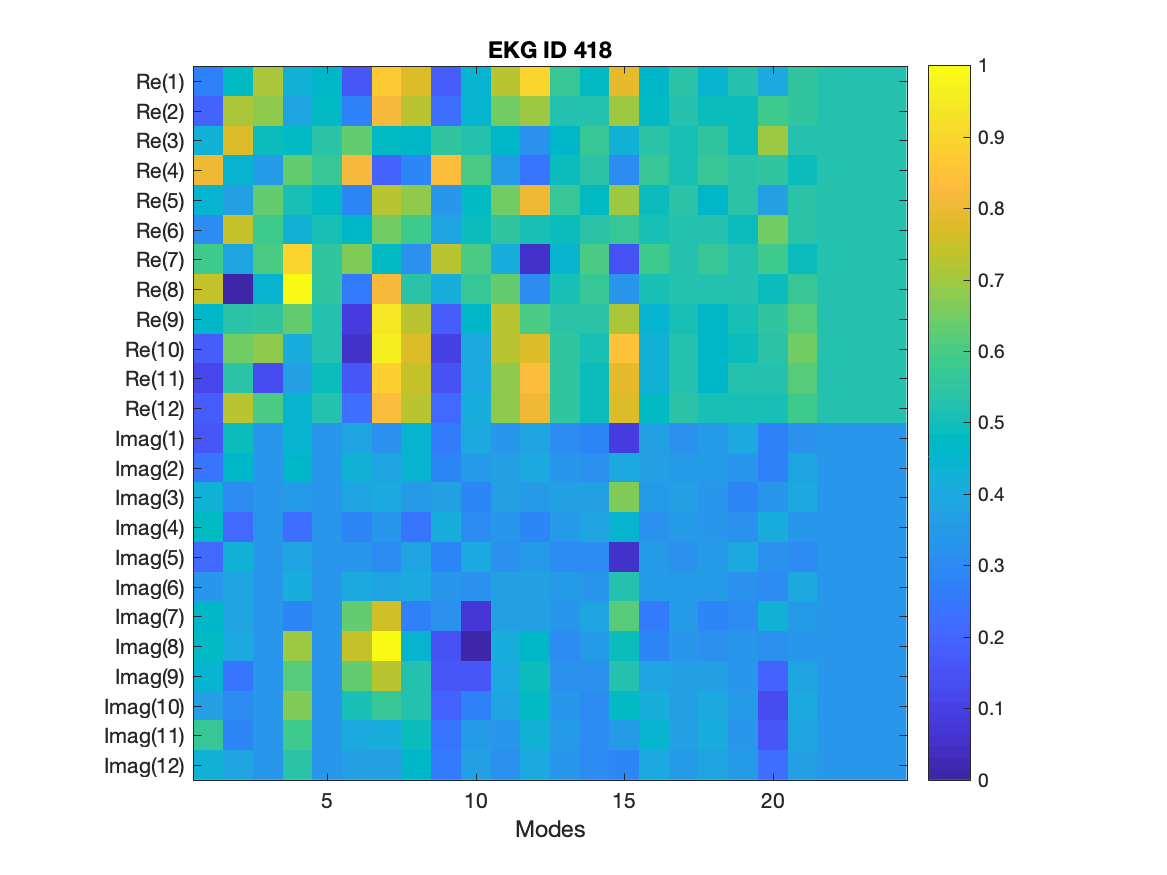 EKG ID 418
Re(1)
Re(2)
Re(3)
Re(4)
Re(5)
Re(6)
Re(7)
Re(8)
Re(9)
Re(10)
Re(11)
Re(12)
Imag(1)
Imag(2)
Imag(3)
Imag(4)
Imag(5)
Imag(6)
Imag(7)
Imag(8)
Imag(9)
Imag(10)
Imag(11)
Imag(12)
5 10 15 20
Modes
1
0.9
0.8
0.7
0.6
0.5
0.4
0.3
0.2
0.1
0